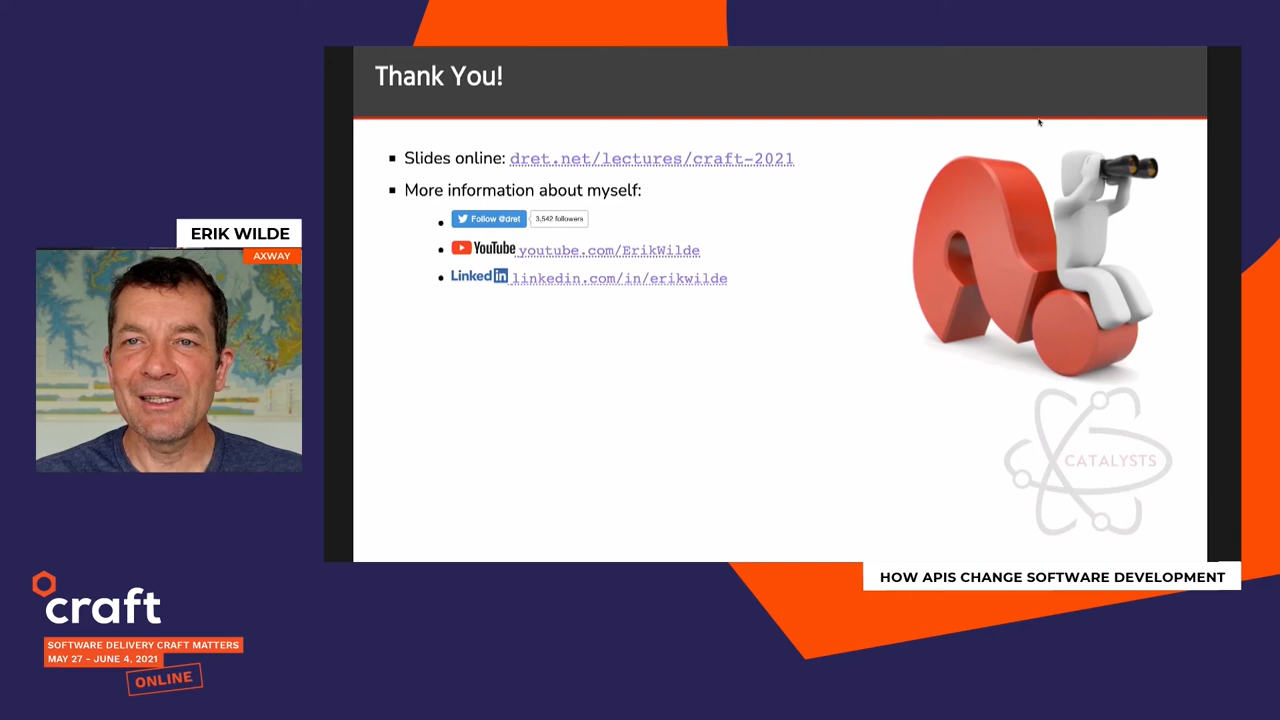 Thank You!
Slides online: dret.net/lectures/craft-2021
More information about myself:
Follow @dret 3,542 followers
YouTube youtube.com/ErikWilde
LinkedIn linkedin.com/in/erikwilde
CATALYSTS
ERIK WILDE
AXWAY
HOW APIS CHANGE SOFTWARE DEVELOPMENT
craft
SOFTWARE DELIVERY CRAFT MATTERS
MAY 27 - JUNE 4, 2021
ONLINE